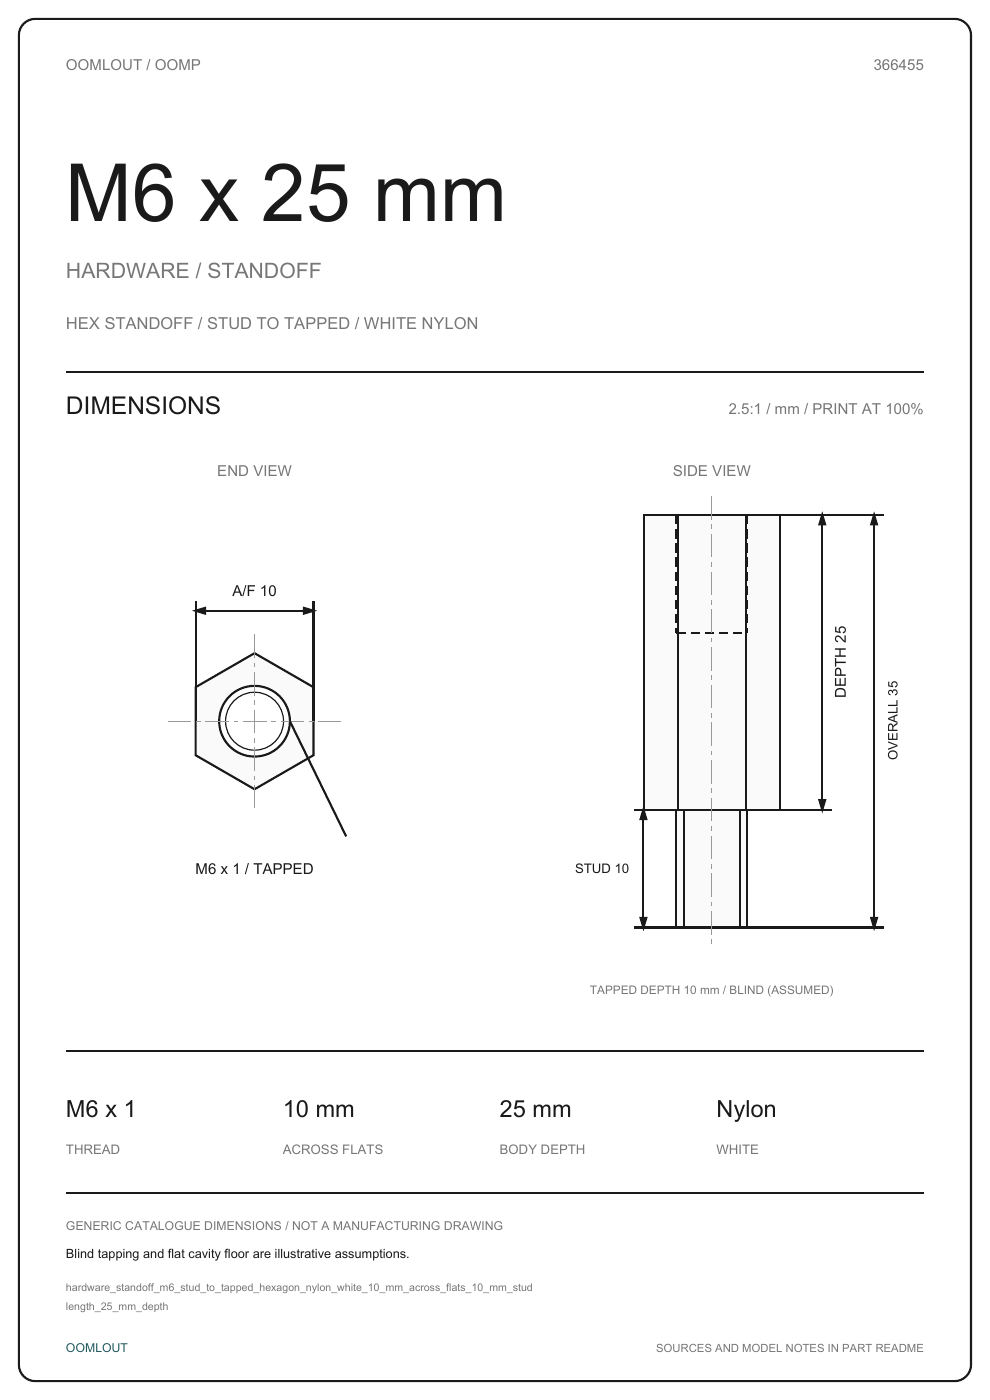 OOMLOUT / OOMP
366455
M6 x 25 mm
HARDWARE / STANDOFF
HEX STANDOFF / STUD TO TAPPED / WHITE NYLON
DIMENSIONS
2.5:1 / mm / PRINT AT 100%
END VIEW
SIDE VIEW
A/F 10
M6 x 1 / TAPPED
DEPTH 25
OVERALL 35
STUD 10
TAPPED DEPTH 10 mm / BLIND (ASSUMED)
M6 x 1
THREAD
10 mm
ACROSS FLATS
25 mm
BODY DEPTH
Nylon
WHITE
GENERIC CATALOGUE DIMENSIONS / NOT A MANUFACTURING DRAWING
Blind tapping and flat cavity floor are illustrative assumptions.
hardware_standoff_m6_stud_to_tapped_hexagon_nylon_white_10_mm_across_flats_10_mm_stud
length_25_mm_depth
OOMLOUT
SOURCES AND MODEL NOTES IN PART README